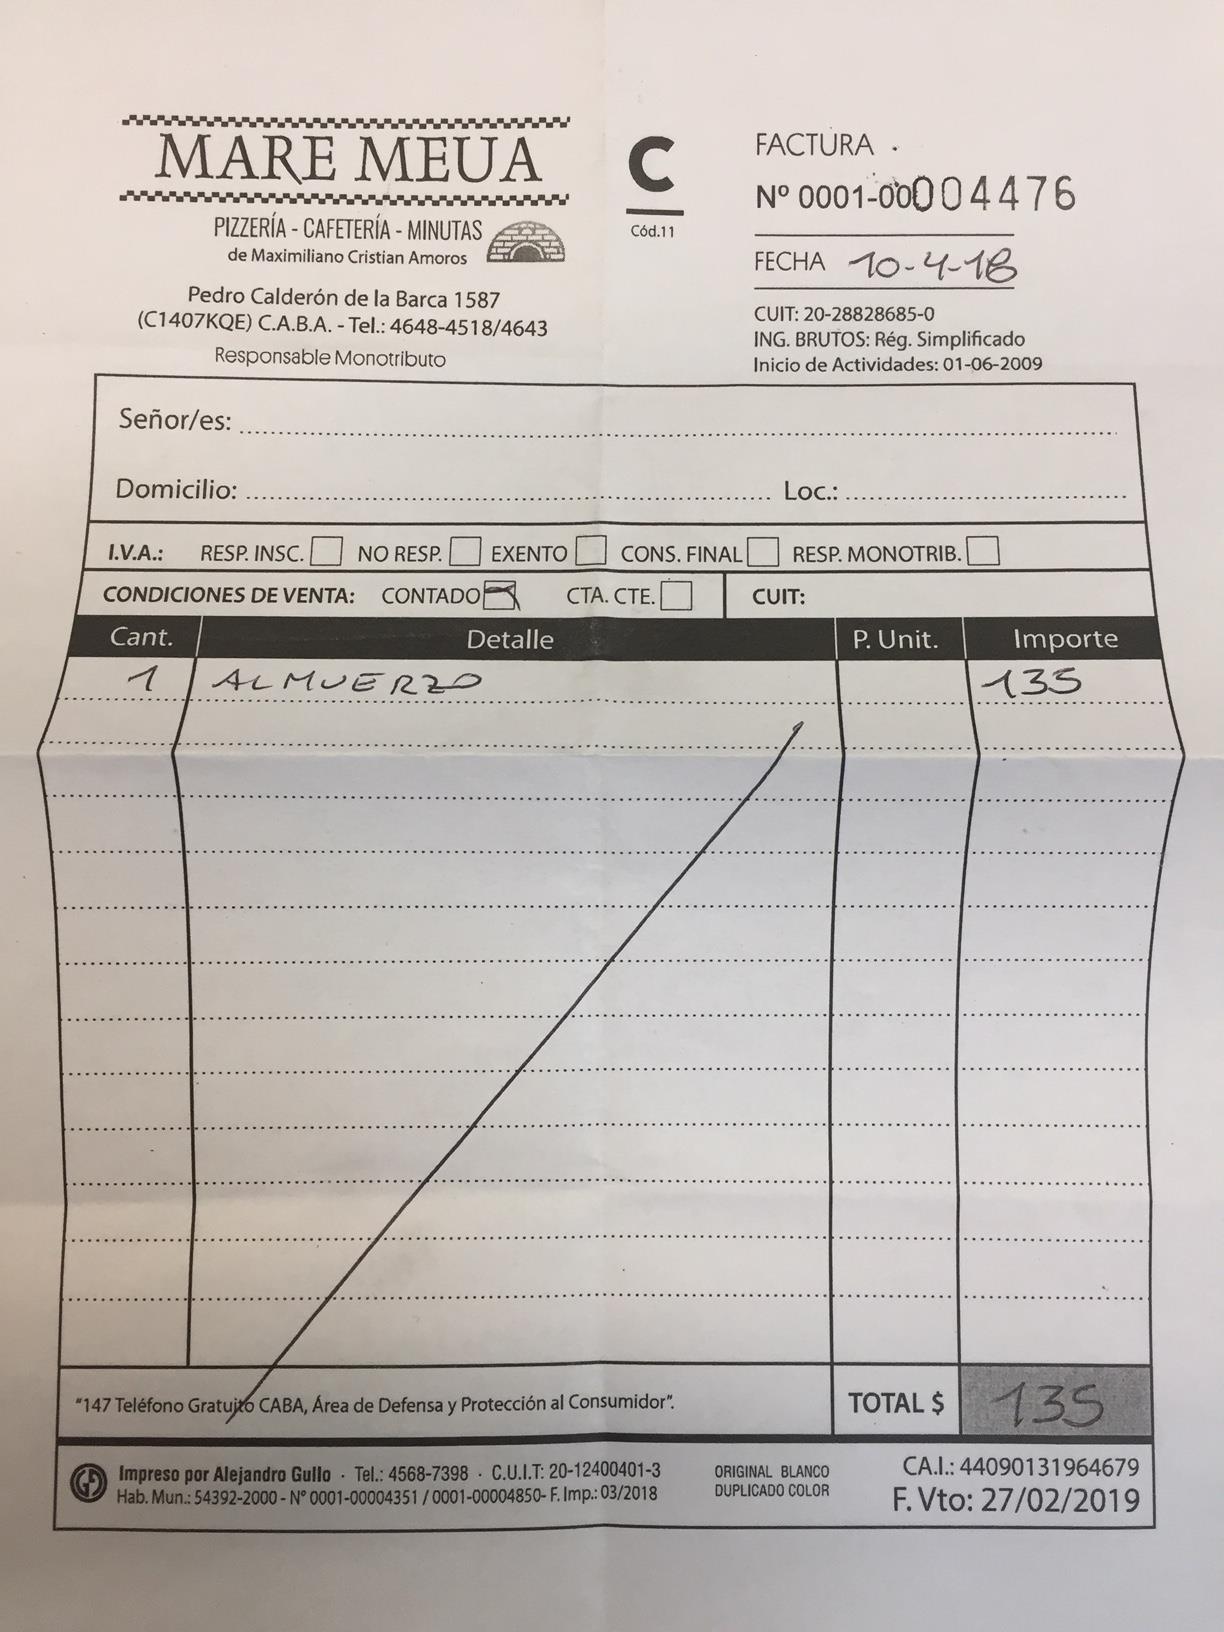 MARE MEUA
PIZZERÍA - CAFETERÍA - MINUTAS
de Maximiliano Cristian Amoros
Pedro Calderón de la Barca 1587
(C1407KQE) C.A.B.A. - Tel.: 4648-4518/4643
Responsable Monotributo
C
Cód.11
FACTURA
Nº 0001-00004476
FECHA 10-4-18
CUIT: 20-28828685-0
ING. BRUTOS: Rég. Simplificado
Inicio de Actividades: 01-06-2009
Señor/es:
Domicilio: Loc.:
I.V.A.: RESP. INSC. NO RESP. EXENTO CONS. FINAL RESP. MONOTRIB.
CONDICIONES DE VENTA: CONTADO CTA. CTE. CUIT:
Cant. Detalle P. Unit. Importe
1 ALMUERZO 135
"147 Teléfono Gratuito CABA, Área de Defensa y Protección al Consumidor". TOTAL $ 135
Impreso por Alejandro Gullo · Tel.: 4568-7398 · C.U.I.T: 20-12400401-3
Hab. Mun.: 54392-2000 - Nº 0001-00004351 / 0001-00004850- F. Imp.: 03/2018
ORIGINAL BLANCO
DUPLICADO COLOR
CA.I.: 44090131964679
F. Vto: 27/02/2019